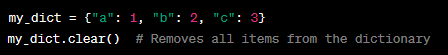 my_dict = {"a": 1, "b": 2, "c": 3}
my_dict.clear()  # Removes all items from the dictionary